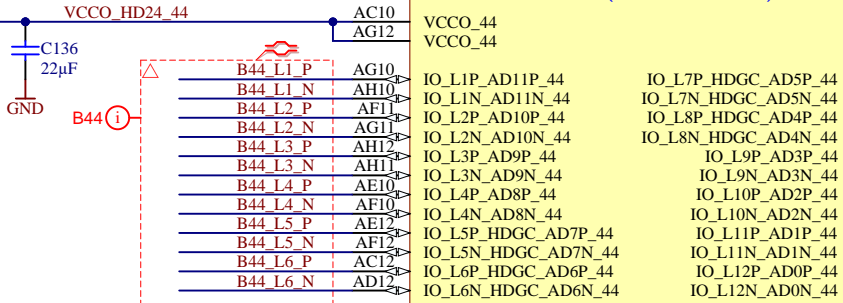 VCCO_HD24_44 AC10 VCCO_44
AG12 VCCO_44
C136
22µF
GND
B44 i
B44_L1_P AG10 IO_L1P_AD11P_44 IO_L7P_HDGC_AD5P_44
B44_L1_N AH10 IO_L1N_AD11N_44 IO_L7N_HDGC_AD5N_44
B44_L2_P AF11 IO_L2P_AD10P_44 IO_L8P_HDGC_AD4P_44
B44_L2_N AG11 IO_L2N_AD10N_44 IO_L8N_HDGC_AD4N_44
B44_L3_P AH12 IO_L3P_AD9P_44 IO_L9P_AD3P_44
B44_L3_N AH11 IO_L3N_AD9N_44 IO_L9N_AD3N_44
B44_L4_P AE10 IO_L4P_AD8P_44 IO_L10P_AD2P_44
B44_L4_N AF10 IO_L4N_AD8N_44 IO_L10N_AD2N_44
B44_L5_P AE12 IO_L5P_HDGC_AD7P_44 IO_L11P_AD1P_44
B44_L5_N AF12 IO_L5N_HDGC_AD7N_44 IO_L11N_AD1N_44
B44_L6_P AC12 IO_L6P_HDGC_AD6P_44 IO_L12P_AD0P_44
B44_L6_N AD12 IO_L6N_HDGC_AD6N_44 IO_L12N_AD0N_44